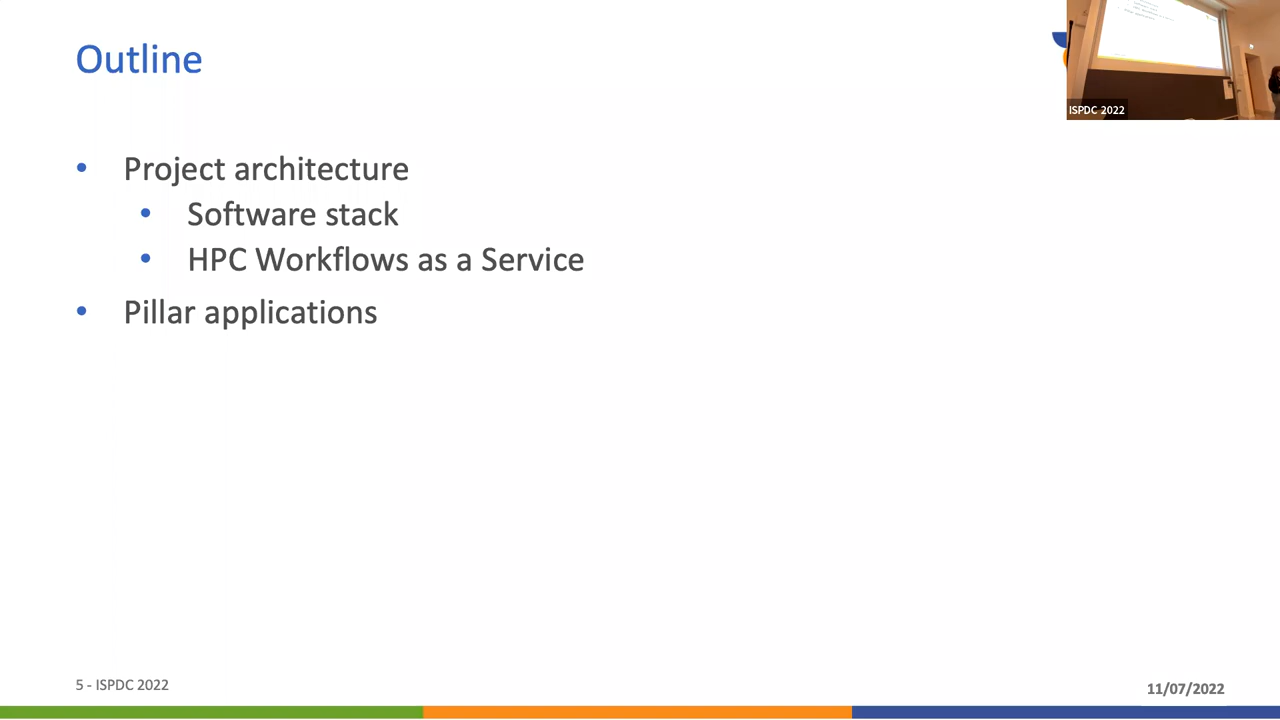 Outline
ISPDC 2022
• Project architecture
• Software stack
• HPC Workflows as a Service
• Pillar applications
5 - ISPDC 2022
11/07/2022